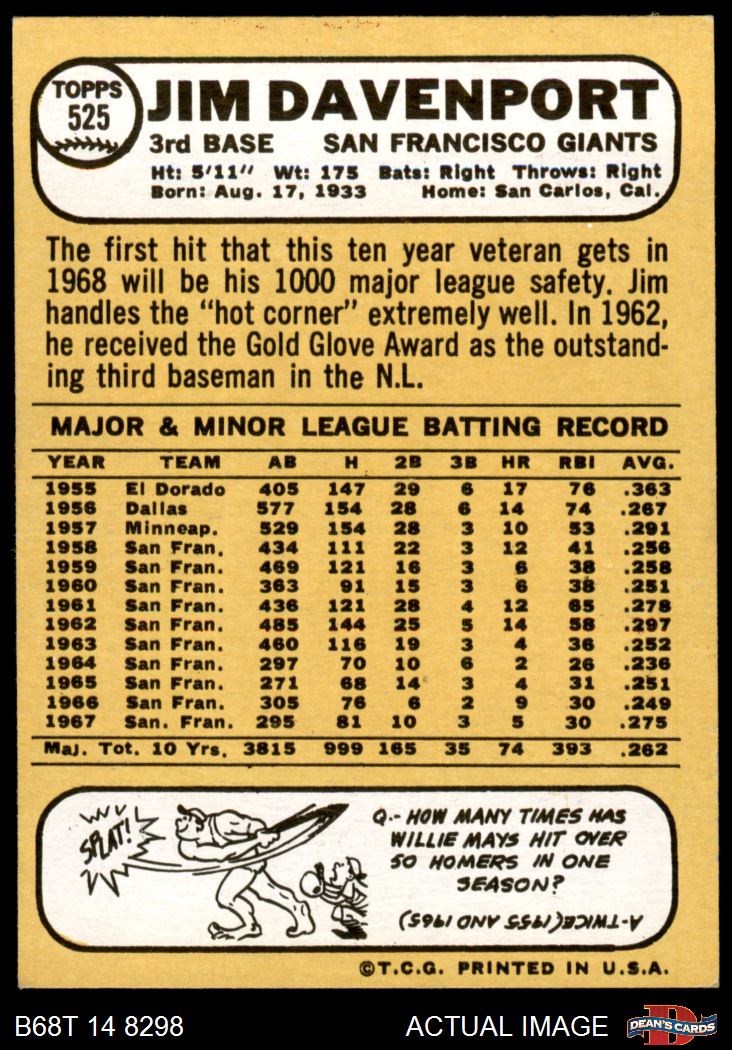 TOPPS
525
JIM DAVENPORT
3rd BASE SAN FRANCISCO GIANTS
Ht: 5'11" Wt: 175 Bats: Right Throws: Right
Born: Aug. 17, 1933 Home: San Carlos, Cal.
The first hit that this ten year veteran gets in
1968 will be his 1000 major league safety. Jim
handles the "hot corner" extremely well. In 1962,
he received the Gold Glove Award as the outstand-
ing third baseman in the N.L.
MAJOR & MINOR LEAGUE BATTING RECORD
YEAR TEAM AB H 2B 3B HR RBI AVG.
1955 El Dorado 405 147 29 6 17 76 .363
1956 Dallas 577 154 28 6 14 74 .267
1957 Minneap. 529 154 28 3 10 53 .291
1958 San Fran. 434 111 22 3 12 41 .256
1959 San Fran. 469 121 16 3 6 38 .258
1960 San Fran. 363 91 15 3 6 38 .251
1961 San Fran. 436 121 28 4 12 65 .278
1962 San Fran. 485 144 25 5 14 58 .297
1963 San Fran. 460 116 19 3 4 36 .252
1964 San Fran. 297 70 10 6 2 26 .236
1965 San Fran. 271 68 14 3 4 31 .251
1966 San Fran. 305 76 6 2 9 30 .249
1967 San. Fran. 295 81 10 3 5 30 .275
Maj. Tot. 10 Yrs. 3815 999 165 35 74 393 .262
SPLAT!
Q.- HOW MANY TIMES HAS
WILLIE MAYS HIT OVER
50 HOMERS IN ONE
SEASON?
A-TWICE (1955 AND 1965)
©T.C.G. PRINTED IN U.S.A.
B68T 14 8298 ACTUAL IMAGE
D
DEAN'S CARDS